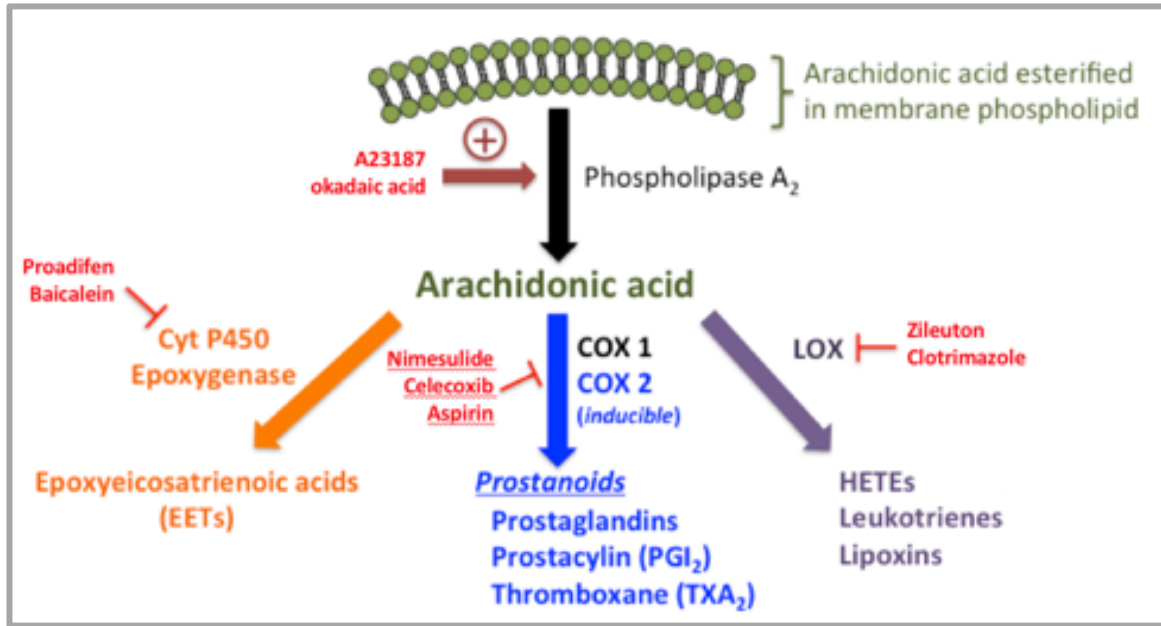 Arachidonic acid esterified
in membrane phospholipid
+
A23187
okadaic acid
Phospholipase A₂
Arachidonic acid
Proadifen
Baicalein
Cyt P450
Epoxygenase
Nimesulide
Celecoxib
Aspirin
COX 1
COX 2
(inducible)
LOX
Zileuton
Clotrimazole
Epoxyeicosatrienoic acids
(EETs)
Prostanoids
Prostaglandins
Prostacylin (PGI₂)
Thromboxane (TXA₂)
HETEs
Leukotrienes
Lipoxins